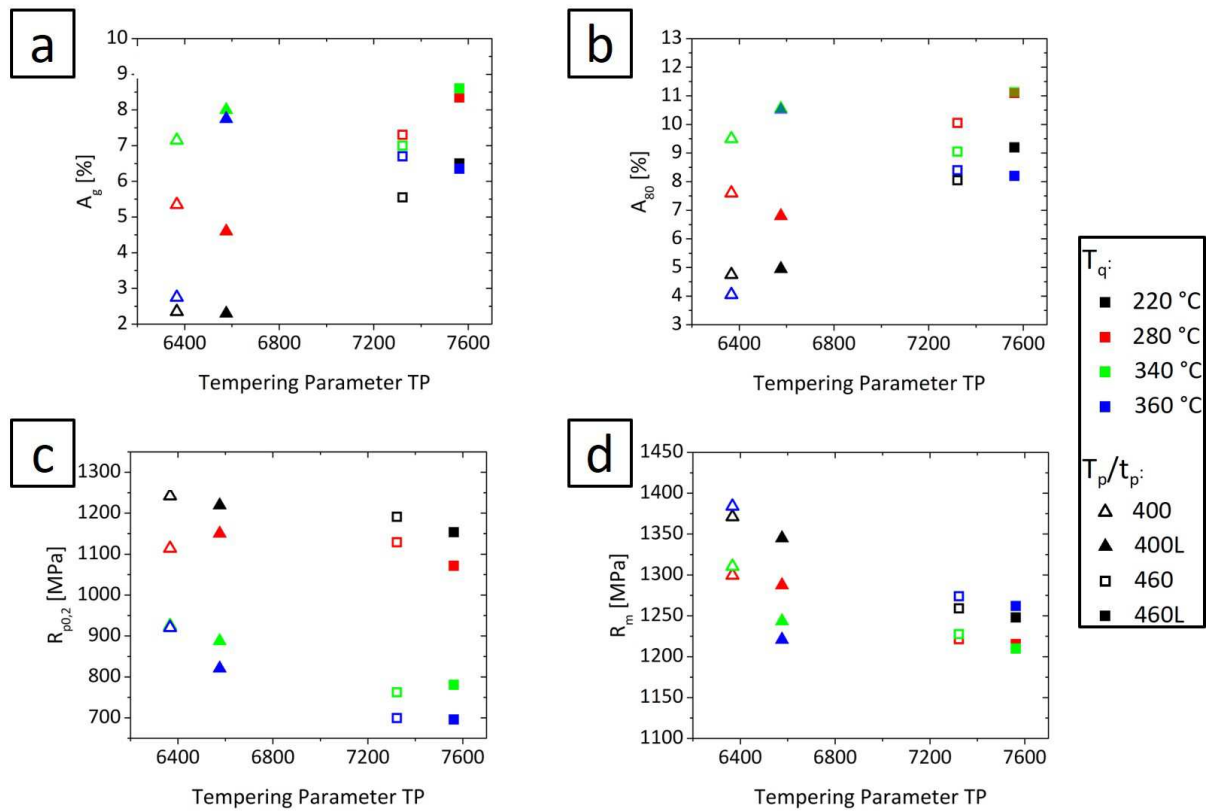 a
10
9
8
7
6
5
4
3
2
A_g [%]
6400 6800 7200 7600
Tempering Parameter TP
b
13
12
11
10
9
8
7
6
5
4
3
A_80 [%]
6400 6800 7200 7600
Tempering Parameter TP
c
1300
1200
1100
1000
900
800
700
R_p0,2 [MPa]
6400 6800 7200 7600
Tempering Parameter TP
d
1450
1400
1350
1300
1250
1200
1150
1100
R_m [MPa]
6400 6800 7200 7600
Tempering Parameter TP
T_q:
220 °C
280 °C
340 °C
360 °C
T_p/t_p:
400
400L
460
460L